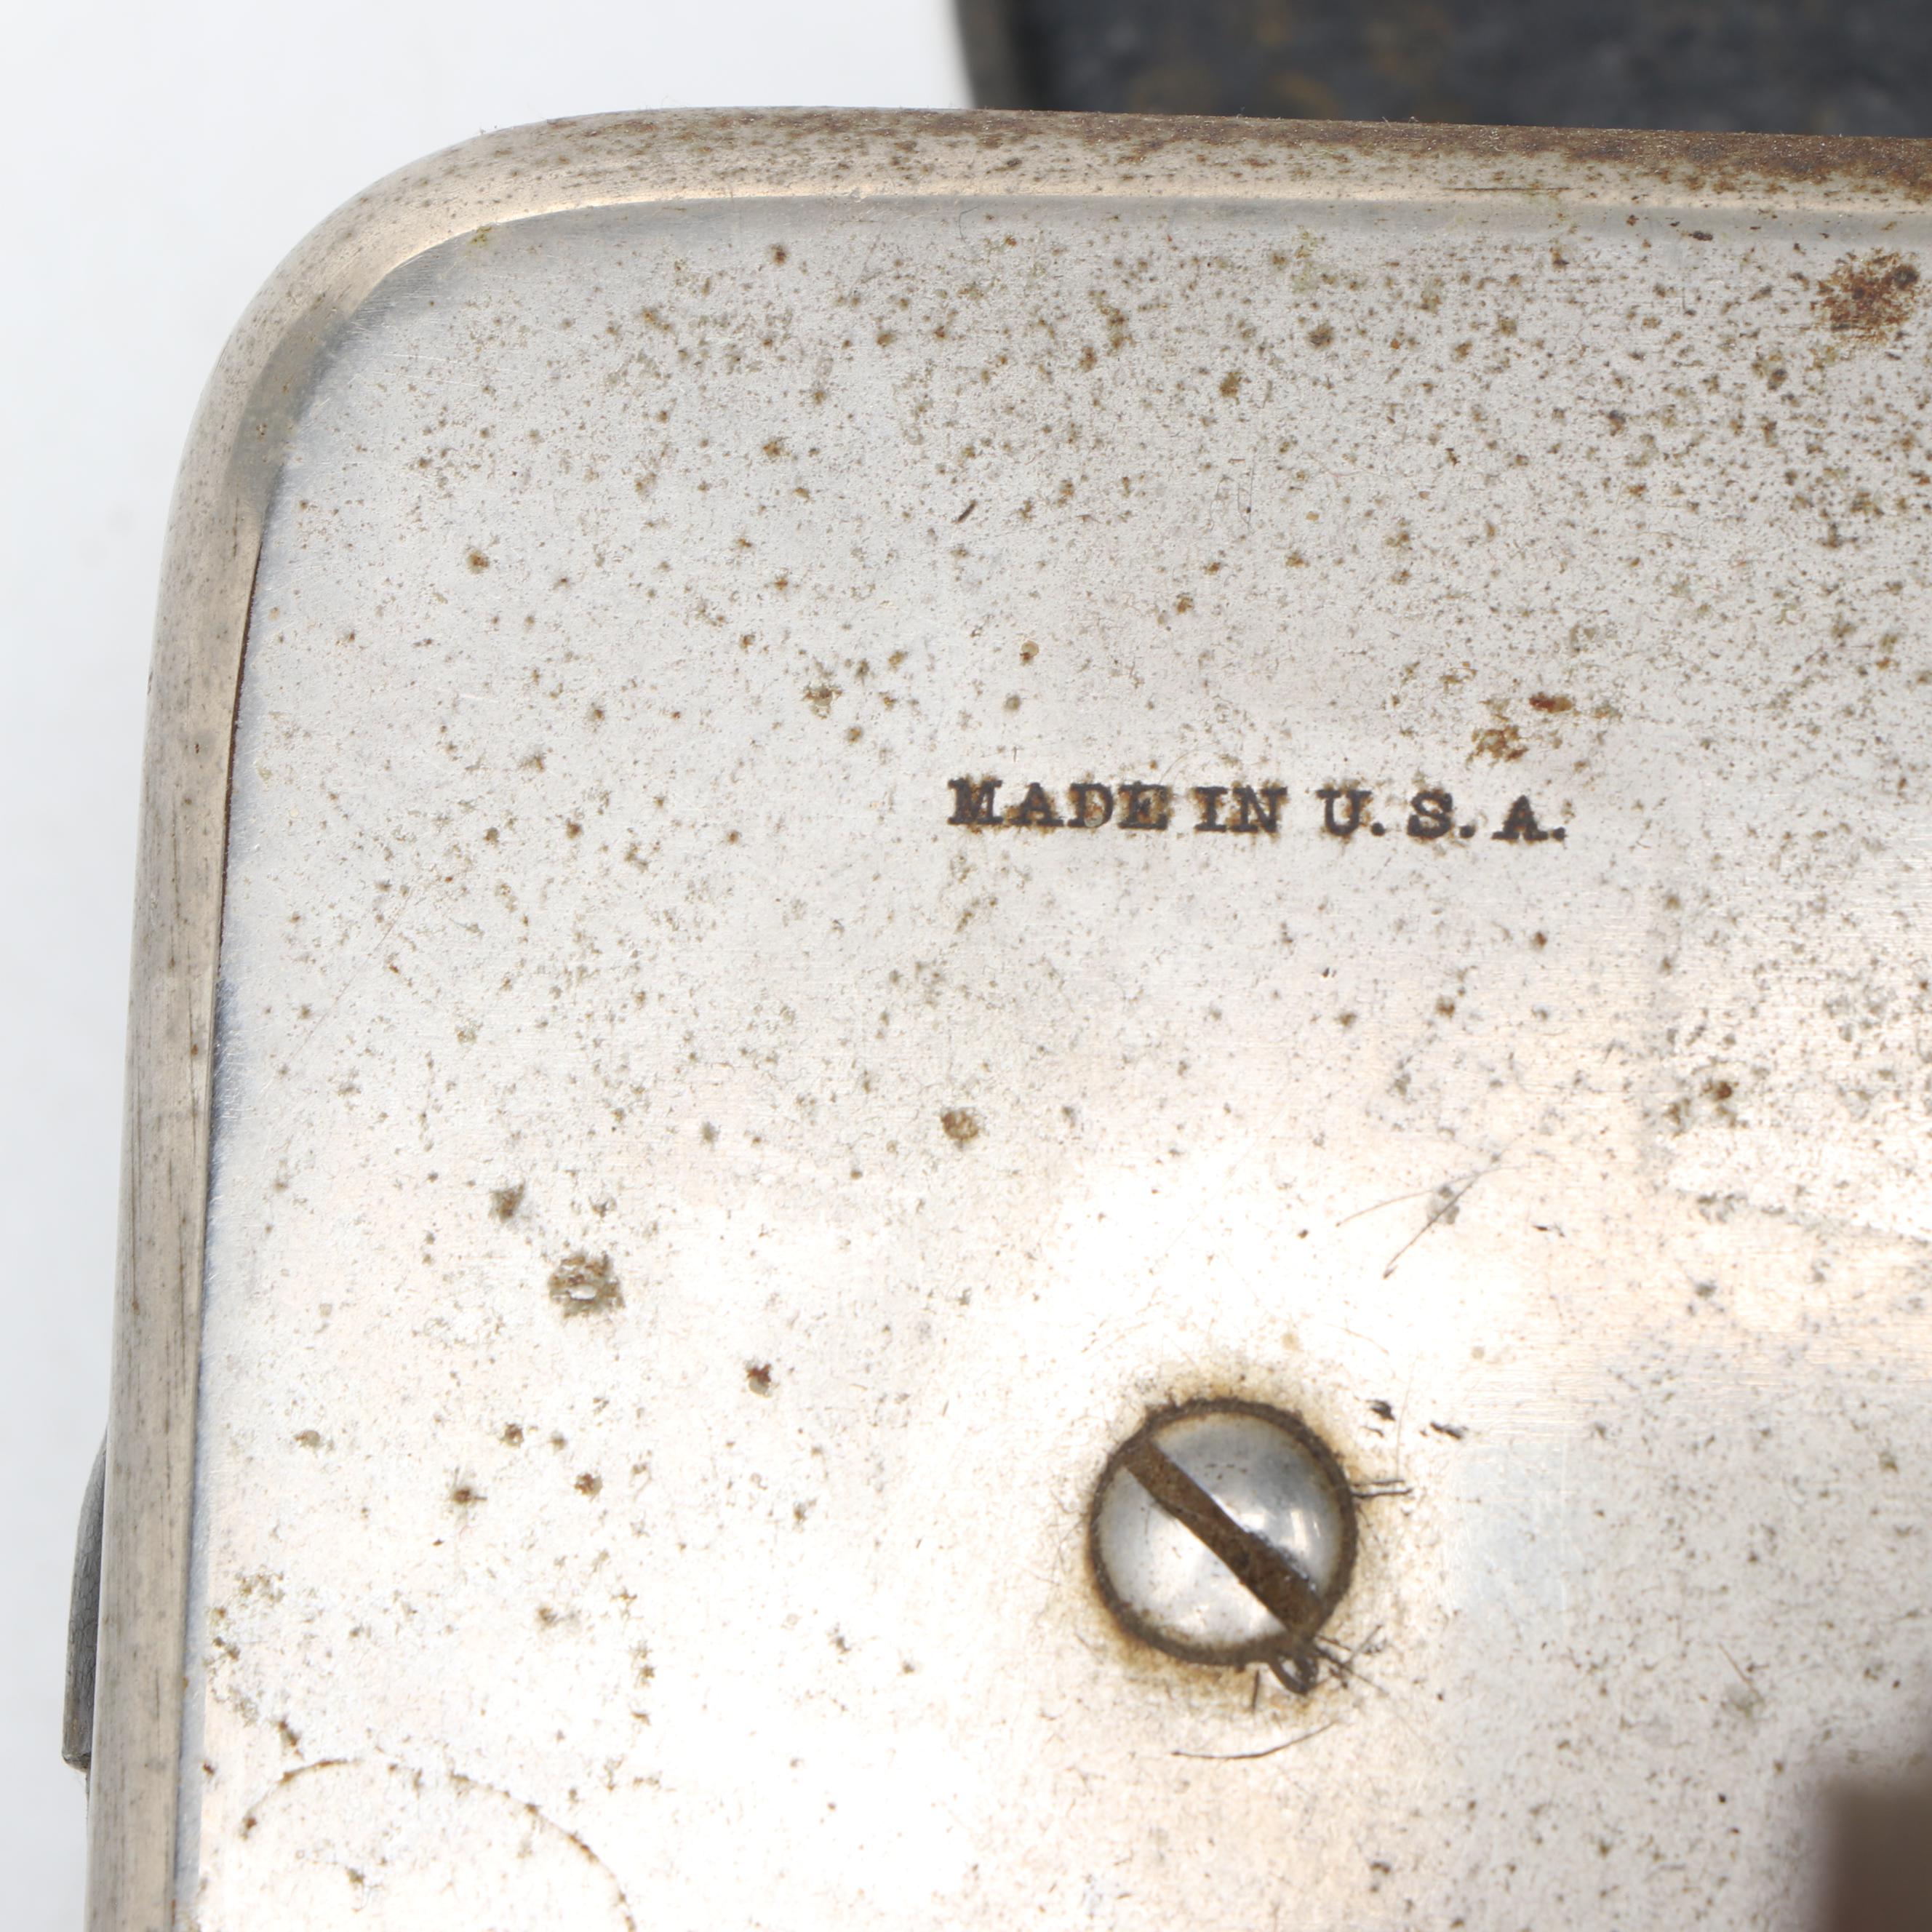 MADE IN U. S. A.